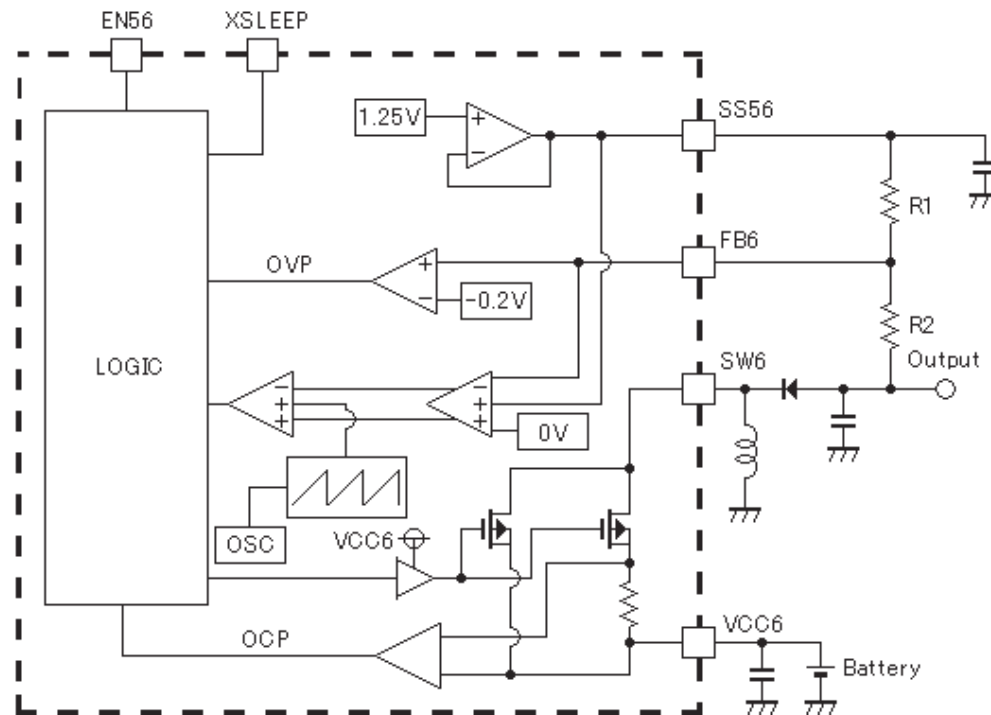 EN56
XSLEEP
1.25V
+
−
SS56
R1
FB6
OVP
+
−
-0.2V
R2
LOGIC
SW6
Output
−
+
+
−
+
+
0V
OSC
VCC6
OCP
VCC6
Battery